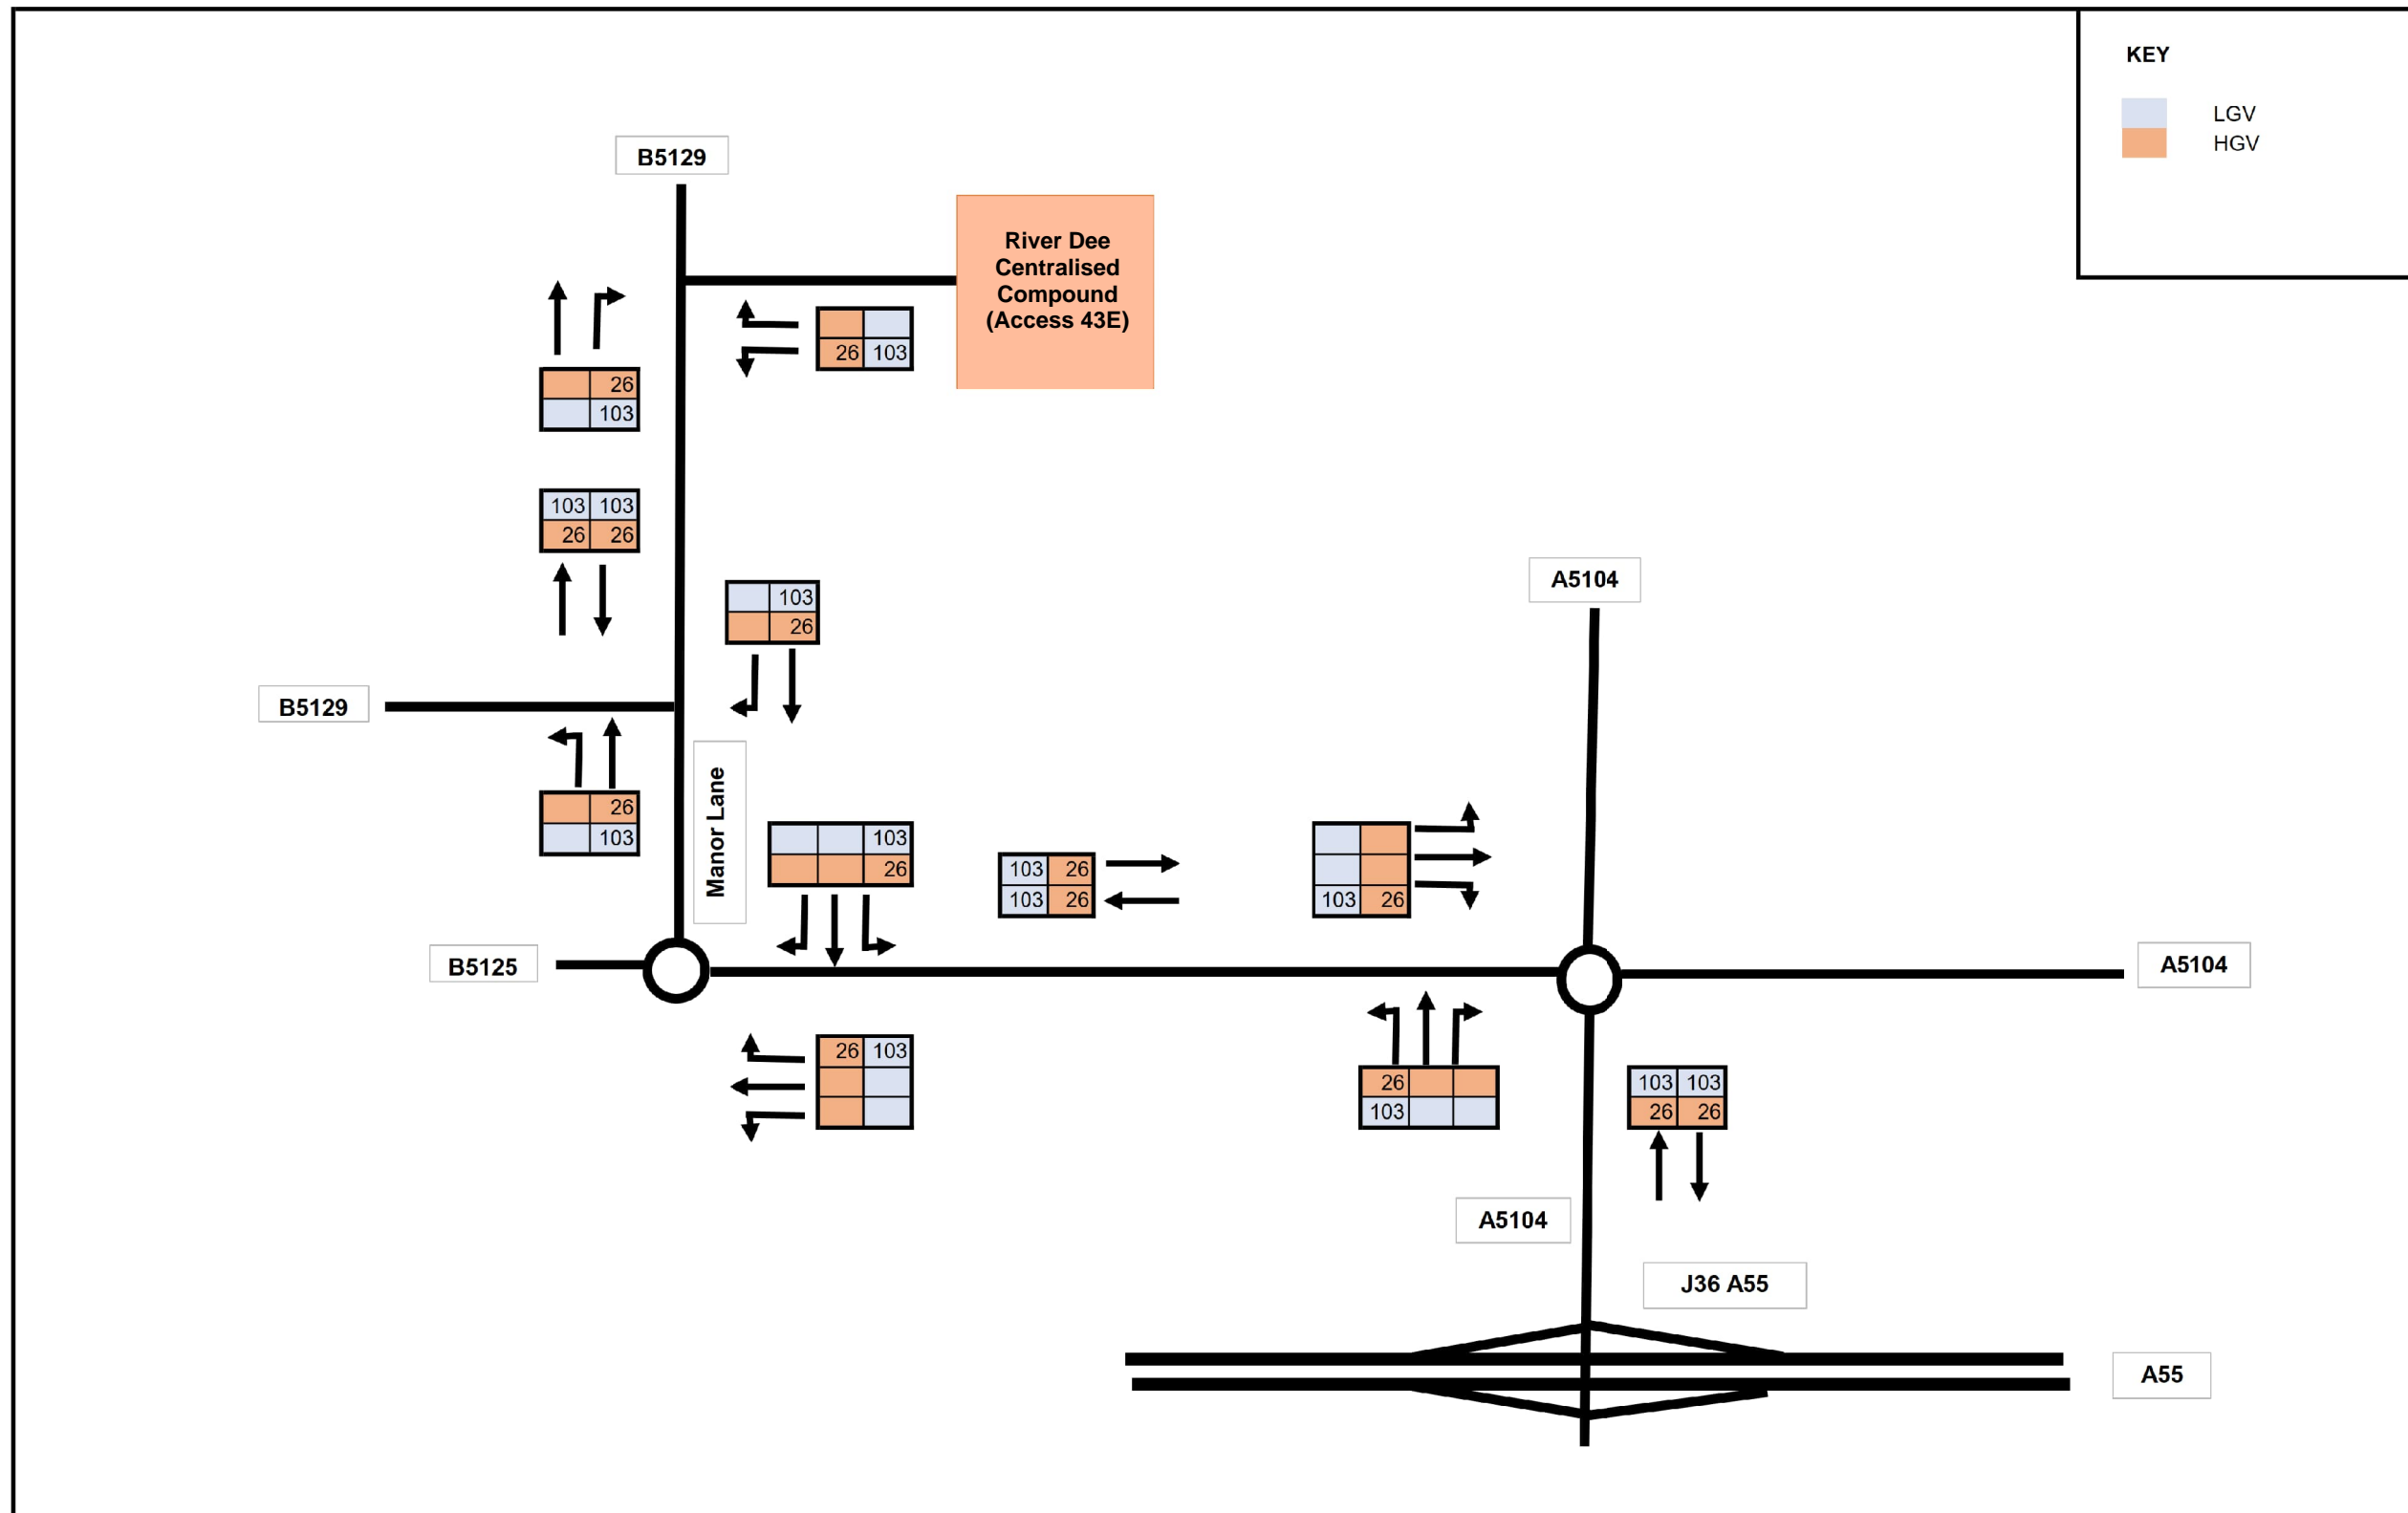 KEY
LGV
HGV
B5129
River Dee
Centralised
Compound
(Access 43E)
26 103
26
103
103 103
26 26
103
26
A5104
B5129
Manor Lane
26
103
103
26
103 26
103 26
103 26
B5125
A5104
26 103
26
103
103 103
26 26
A5104
J36 A55
A55